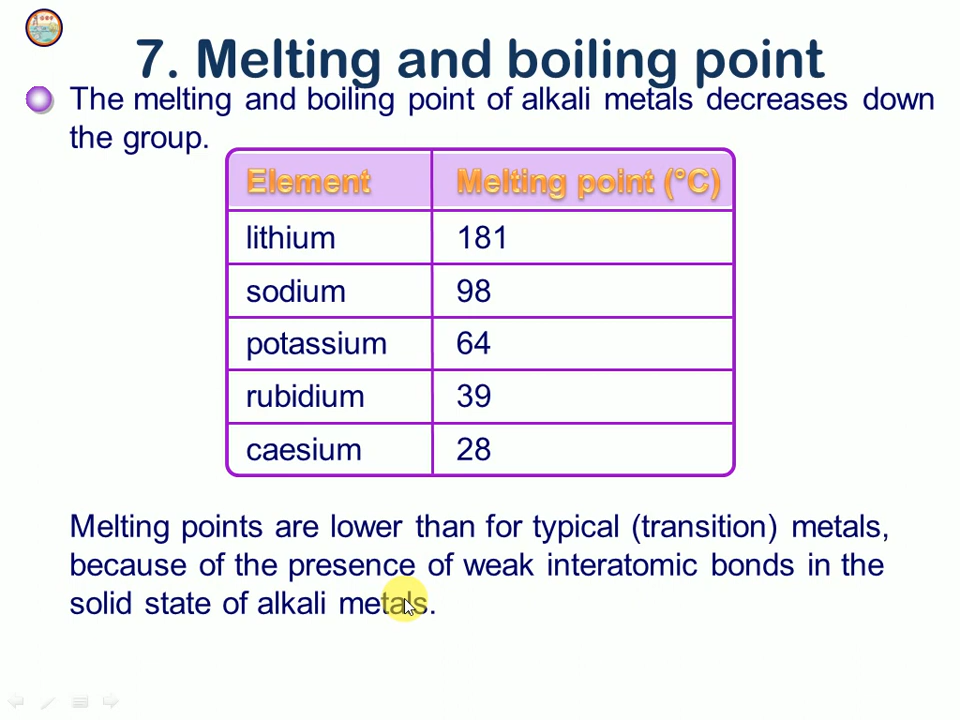 7. Melting and boiling point
The melting and boiling point of alkali metals decreases down
the group.
Element Melting point (°C)
lithium 181
sodium 98
potassium 64
rubidium 39
caesium 28
Melting points are lower than for typical (transition) metals,
because of the presence of weak interatomic bonds in the
solid state of alkali metals.